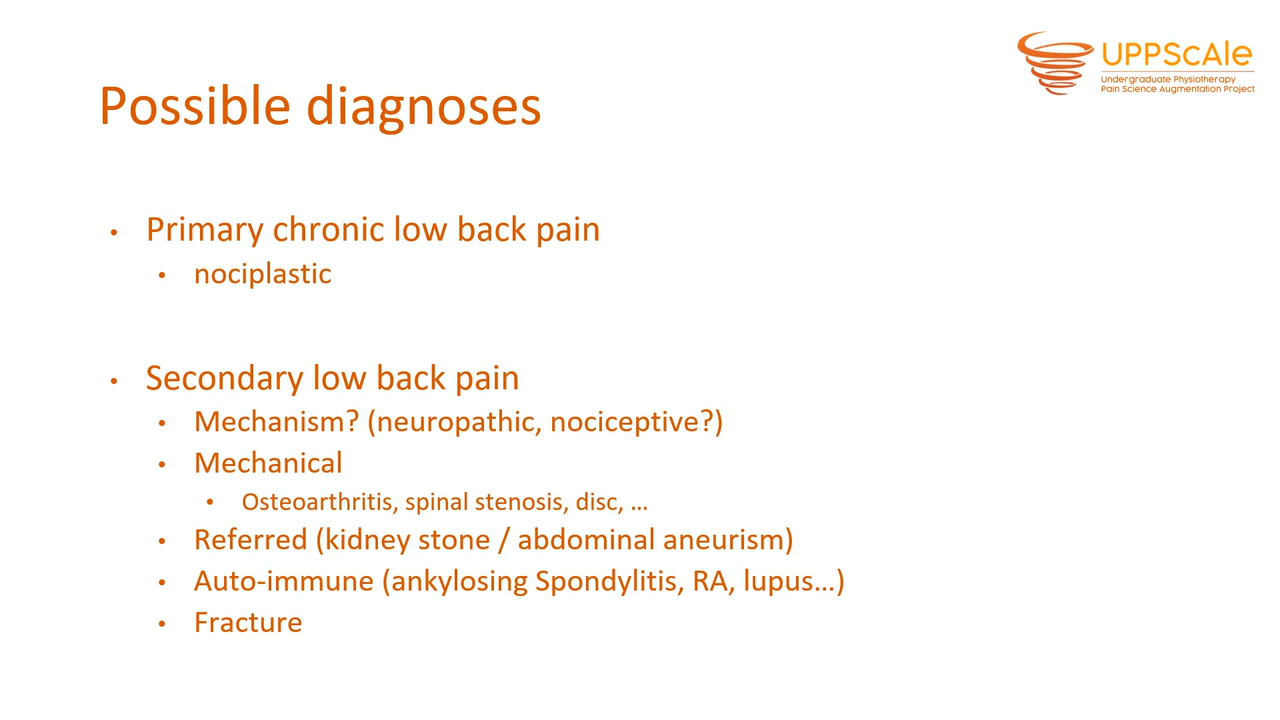 UPPScale
Undergraduate Physiotherapy
Pain Science Augmentation Project
Possible diagnoses
• Primary chronic low back pain
• nociplastic
• Secondary low back pain
• Mechanism? (neuropathic, nociceptive?)
• Mechanical
• Osteoarthritis, spinal stenosis, disc, …
• Referred (kidney stone / abdominal aneurism)
• Auto-immune (ankylosing Spondylitis, RA, lupus…)
• Fracture